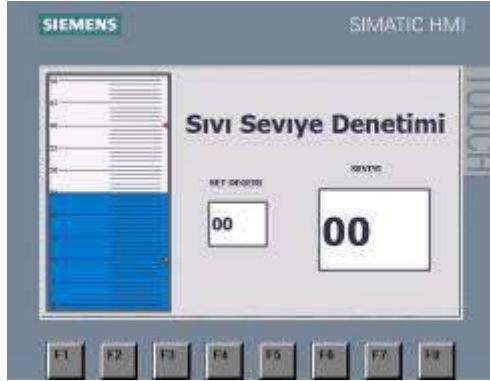 SIEMENS
SIMATIC HMI
TOUCH
Sıvı Seviye Denetimi
SET DEGERI
SEVIYE
00
00
F1 F2 F3 F4 F5 F6 F7 F8